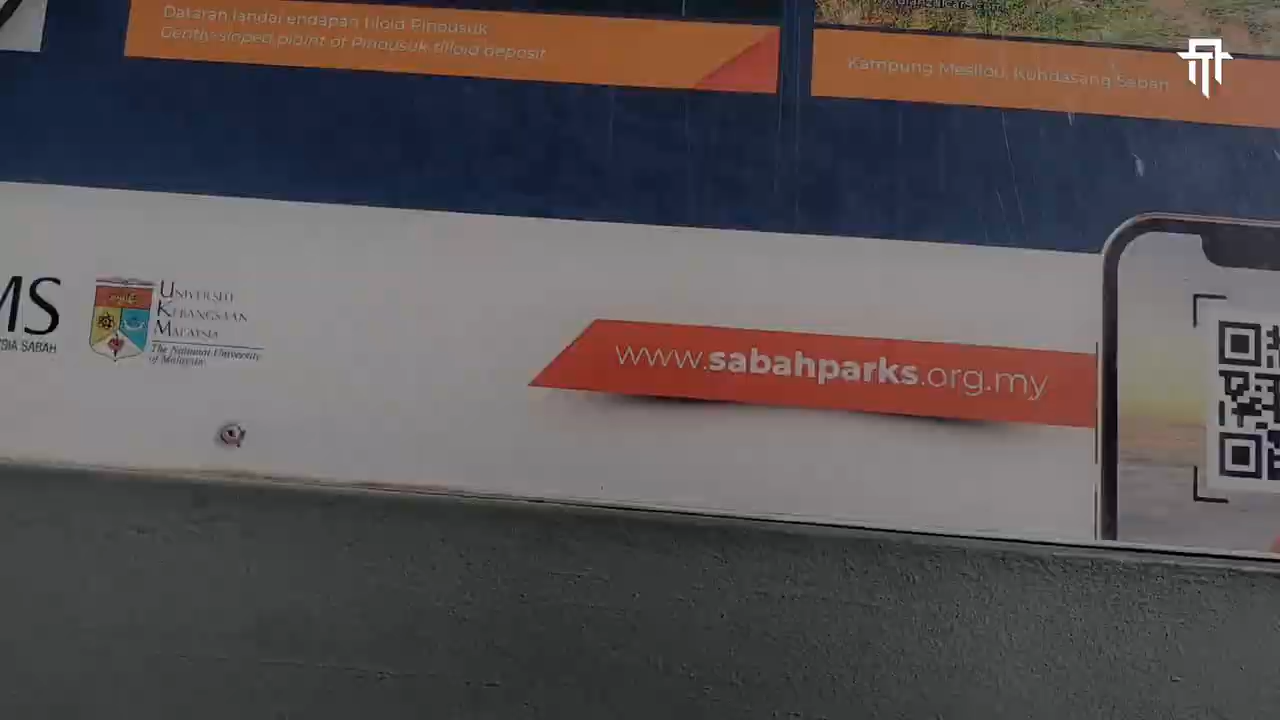 Dataran landai endapan tiloid Pinousuk
Gently-sloped plaint of Pinousuk tilloid deposit
Kampung Mesilou, Kundasang Sabah
MS
SIA SABAH
UNIVERSITI
KEBANGSAAN
MALAYSIA
The National University
of Malaysia
www.sabahparks.org.my